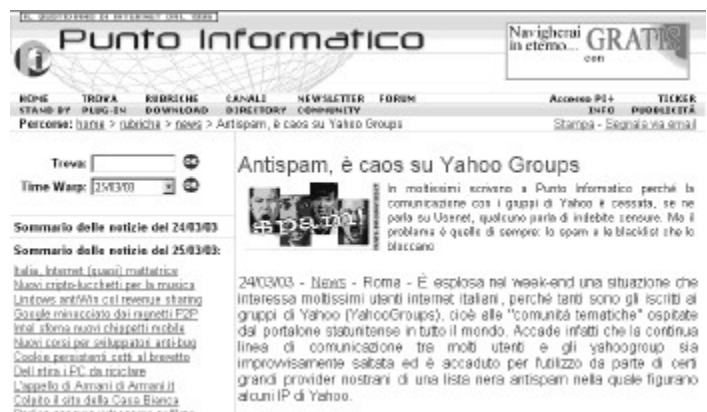 IL QUOTIDIANO DI INTERNET DAL 1996
Punto Informatico
Navigherai
in eterno... GRATIS
con
HOME TROVA RUBRICHE CANALI NEWSLETTER FORUM Accesso PI+ TICKER
STAND BY PLUG-IN DOWNLOAD DIRECTORY COMMUNITY INFO PUBBLICITÀ
Percorso: home > rubriche > news > Antispam, è caos su Yahoo Groups
Stampa - Segnala via email
Trova: GO
Time Warp: 25/03/03 GO
Sommario delle notizie del 24/03/03
Sommario delle notizie del 25/03/03:
Italia, Internet (quasi) mattatrice
Nuovi cripto-lucchetti per la musica
Lindows antiWin col revenue sharing
Google minacciato dai magneti P2P
Intel sforna nuovi chippetti mobile
Nuovi corsi per sviluppatori anti-bug
Cookie persistenti cotti al brevetto
Dell ritira i PC da riciclare
L'appello di Armani di Armani.it
Colpito il sito della Casa Bianca
Antispam, è caos su Yahoo Groups
spam!
In moltissimi scrivono a Punto Informatico perché la
comunicazione con i gruppi di Yahoo è cessata, se ne
parla su Usenet, qualcuno parla di indebite censure. Ma il
problema è quello di sempre: lo spam e le blacklist che lo
bloccano
24/03/03 - News - Roma - È esplosa nel week-end una situazione che
interessa moltissimi utenti internet italiani, perché tanti sono gli iscritti ai
gruppi di Yahoo (YahooGroups), cioè alle "comunità tematiche" ospitate
dal portalone statunitense in tutto il mondo. Accade infatti che la continua
linea di comunicazione tra molti utenti e gli yahoogroup sia
improvvisamente saltata ed è accaduto per l'utilizzo da parte di certi
grandi provider nostrani di una lista nera antispam nella quale figurano
alcuni IP di Yahoo.